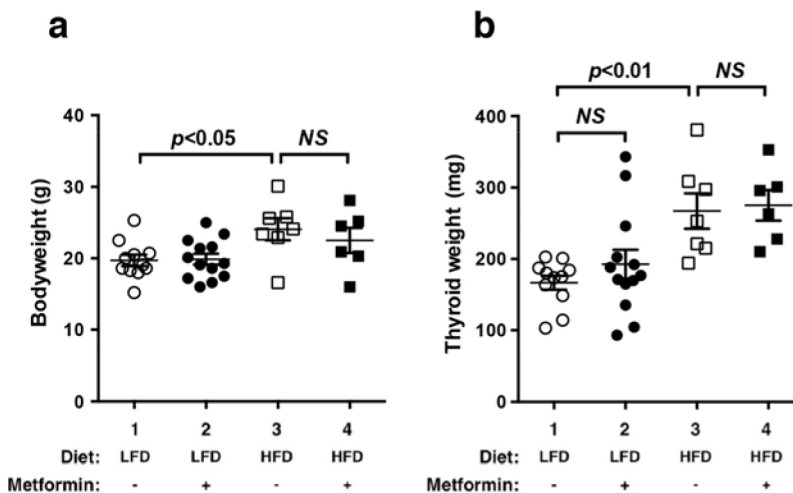 a
p<0.05
NS
Bodyweight (g)
40
30
20
10
0
1 2 3 4
Diet: LFD LFD HFD HFD
Metformin: - + - +
b
p<0.01
NS
NS
Thyroid weight (mg)
400
300
200
100
0
1 2 3 4
Diet: LFD LFD HFD HFD
Metformin: - + - +